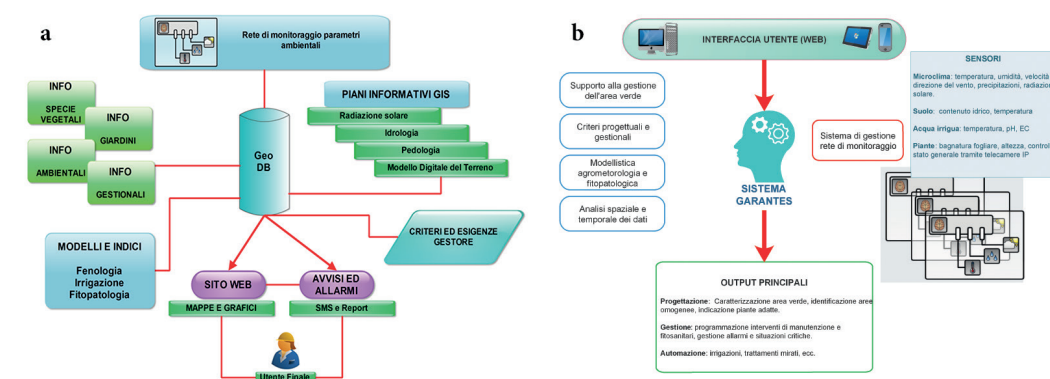 a
Rete di monitoraggio parametri
ambientali
INFO
SPECIE
VEGETALI
INFO
GIARDINI
INFO
AMBIENTALI
INFO
GESTIONALI
Geo
DB
PIANI INFORMATIVI GIS
Radiazione solare
Idrologia
Pedologia
Modello Digitale del Terreno
MODELLI E INDICI
Fenologia
Irrigazione
Fitopatologia
CRITERI ED ESIGENZE
GESTORE
SITO WEB
AVVISI ED
ALLARMI
MAPPE E GRAFICI
SMS e Report
Utente Finale
b
INTERFACCIA UTENTE (WEB)
Supporto alla gestione
dell'area verde
Criteri progettuali e
gestionali
Modellistica
agrometorologia e
fitopatologica
Analisi spaziale e
temporale dei dati
SISTEMA
GARANTES
Sistema di gestione
rete di monitoraggio
SENSORI
Microclima: temperatura, umidità, velocità
direzione del vento, precipitazioni, radiazion
solare.
Suolo: contenuto idrico, temperatura
Acqua irrigua: temperatura, pH, EC
Piante: bagnatura fogliare, altezza, control
stato generale tramite telecamere IP
OUTPUT PRINCIPALI
Progettazione: Caratterizzazione area verde, identificazione aree
omogenee, indicazione piante adatte.
Gestione: programmazione interventi di manutenzione e
fitosanitari, gestione allarmi e situazioni critiche.
Automazione: irrigazioni, trattamenti mirati, ecc.